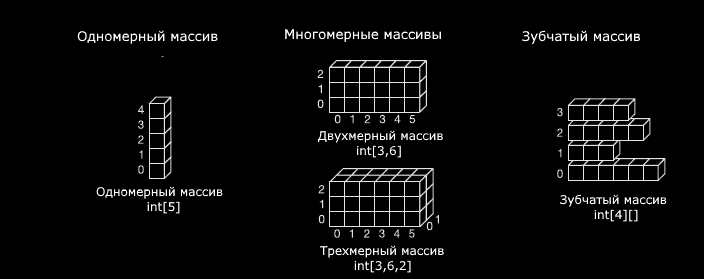 Одномерный массив
Многомерные массивы
Зубчатый массив
4
3
2
1
0
Одномерный массив
int[5]
2
1
0
0 1 2 3 4 5
Двухмерный массив
int[3,6]
2
1
0
0 1 2 3 4 5
0
1
Трехмерный массив
int[3,6,2]
3
2
1
0
Зубчатый массив
int[4][]